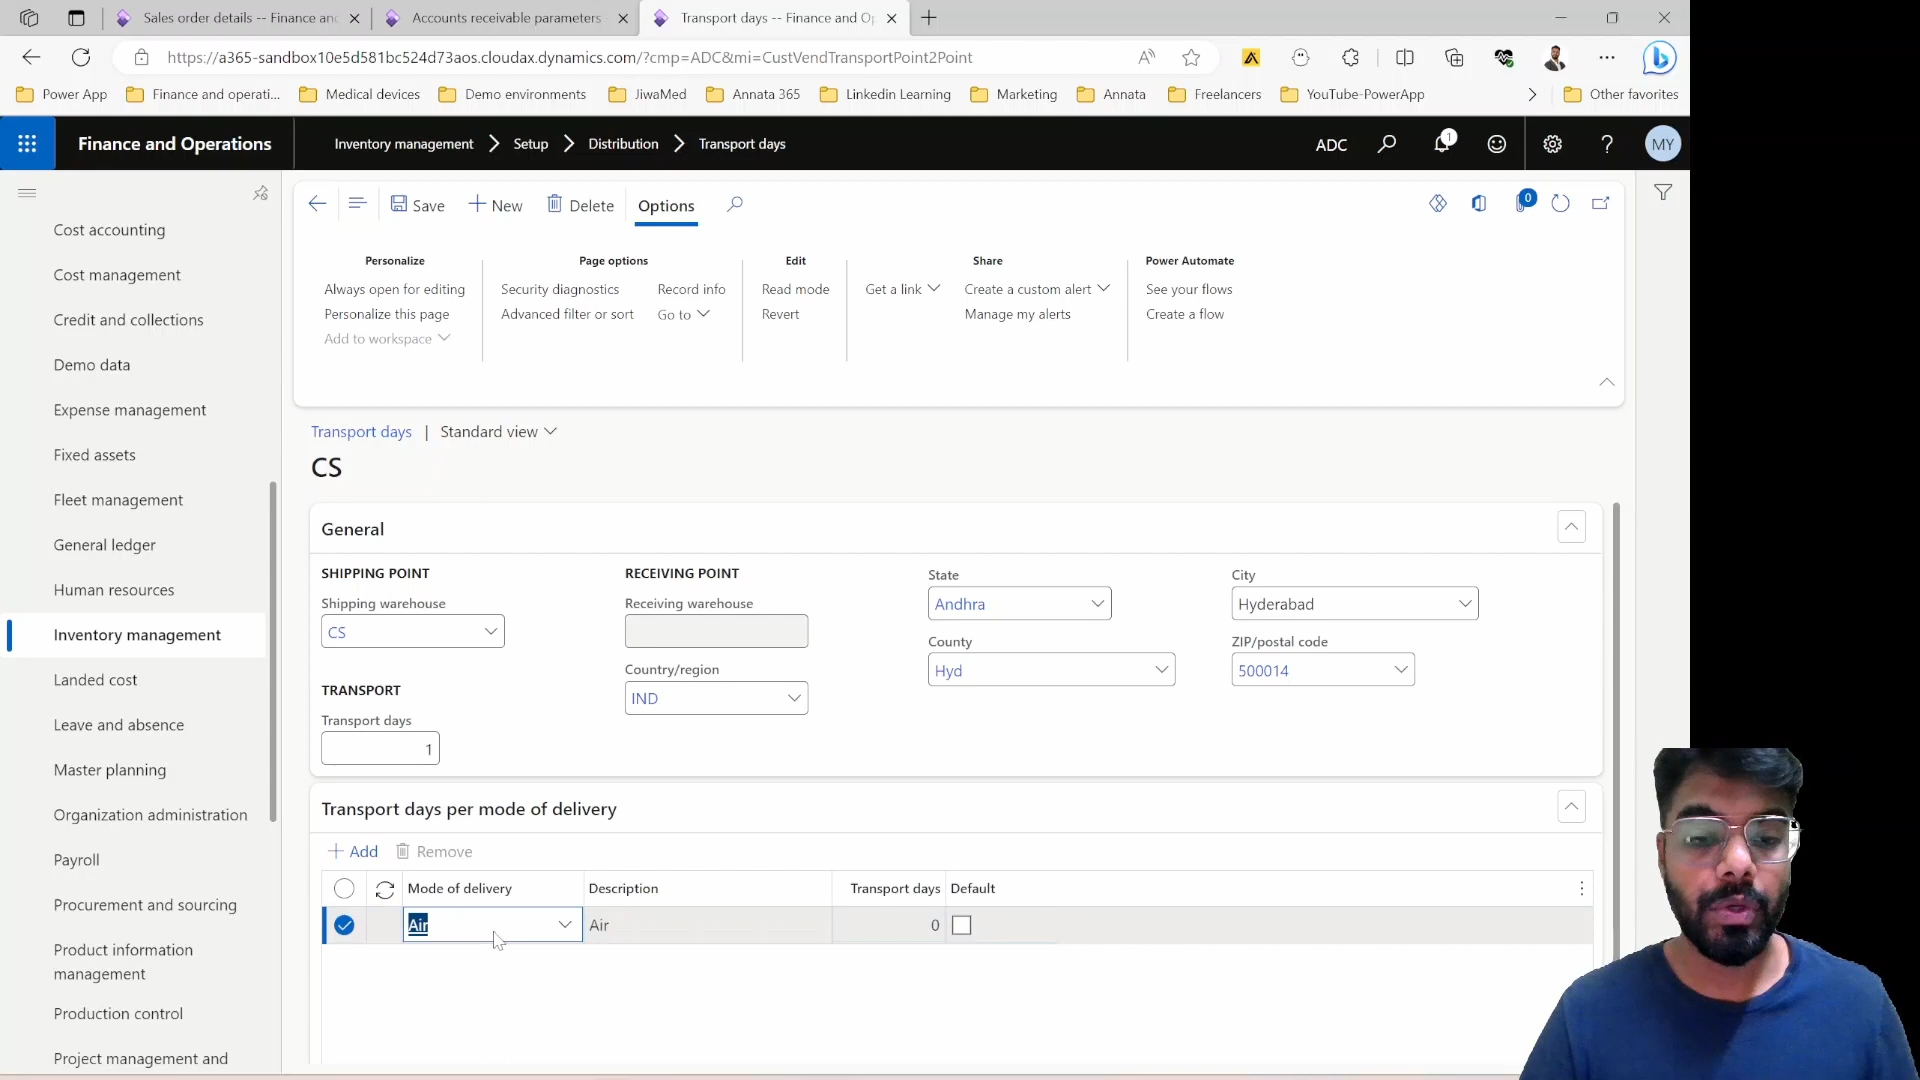 Sales order details -- Finance and
Accounts receivable parameters
Transport days -- Finance and Op
https://a365-sandbox10e5d581bc524d73aos.cloudax.dynamics.com/?cmp=ADC&mi=CustVendTransportPoint2Point
Power App
Finance and operati...
Medical devices
Demo environments
JiwaMed
Annata 365
Linkedin Learning
Marketing
Annata
Freelancers
YouTube-PowerApp
Other favorites
Finance and Operations
Inventory management
Setup
Distribution
Transport days
ADC
1
?
MY
Save
New
Delete
Options
0
Personalize
Always open for editing
Personalize this page
Add to workspace
Page options
Security diagnostics
Advanced filter or sort
Record info
Go to
Edit
Read mode
Revert
Share
Get a link
Create a custom alert
Manage my alerts
Power Automate
See your flows
Create a flow
Cost accounting
Cost management
Credit and collections
Demo data
Expense management
Fixed assets
Fleet management
General ledger
Human resources
Inventory management
Landed cost
Leave and absence
Master planning
Organization administration
Payroll
Procurement and sourcing
Product information
management
Production control
Project management and
Transport days | Standard view
CS
General
SHIPPING POINT
Shipping warehouse
CS
TRANSPORT
Transport days
1
RECEIVING POINT
Receiving warehouse
Country/region
IND
State
Andhra
County
Hyd
City
Hyderabad
ZIP/postal code
500014
Transport days per mode of delivery
Add
Remove
Mode of delivery Description Transport days Default
Air Air 0